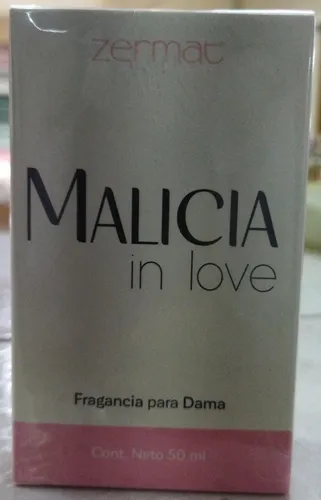 zermat
MALICIA
in love
Fragancia para Dama
Cont. Neto 50 ml